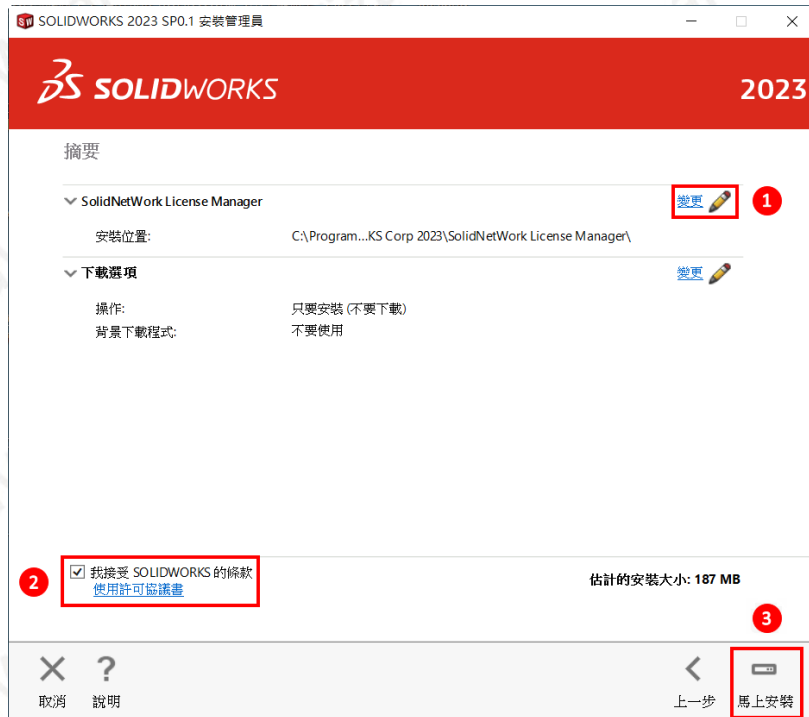 SOLIDWORKS 2023 SP0.1 安裝管理員
SOLIDWORKS
2023
摘要
SolidNetWork License Manager
變更
1
安裝位置: C:\Program...KS Corp 2023\SolidNetWork License Manager\
下載選項
變更
操作: 只要安裝 (不要下載)
背景下載程式: 不要使用
2
我接受 SOLIDWORKS 的條款
使用許可協議書
估計的安裝大小: 187 MB
3
取消
說明
上一步
馬上安裝